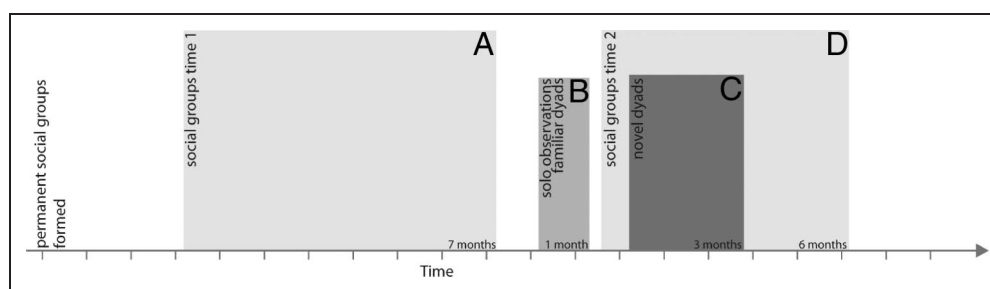 permanent social groups
formed
social groups time 1
A
7 months
solo observations
familiar dyads
B
1 month
social groups time 2
novel dyads
C
3 months
D
6 months
Time